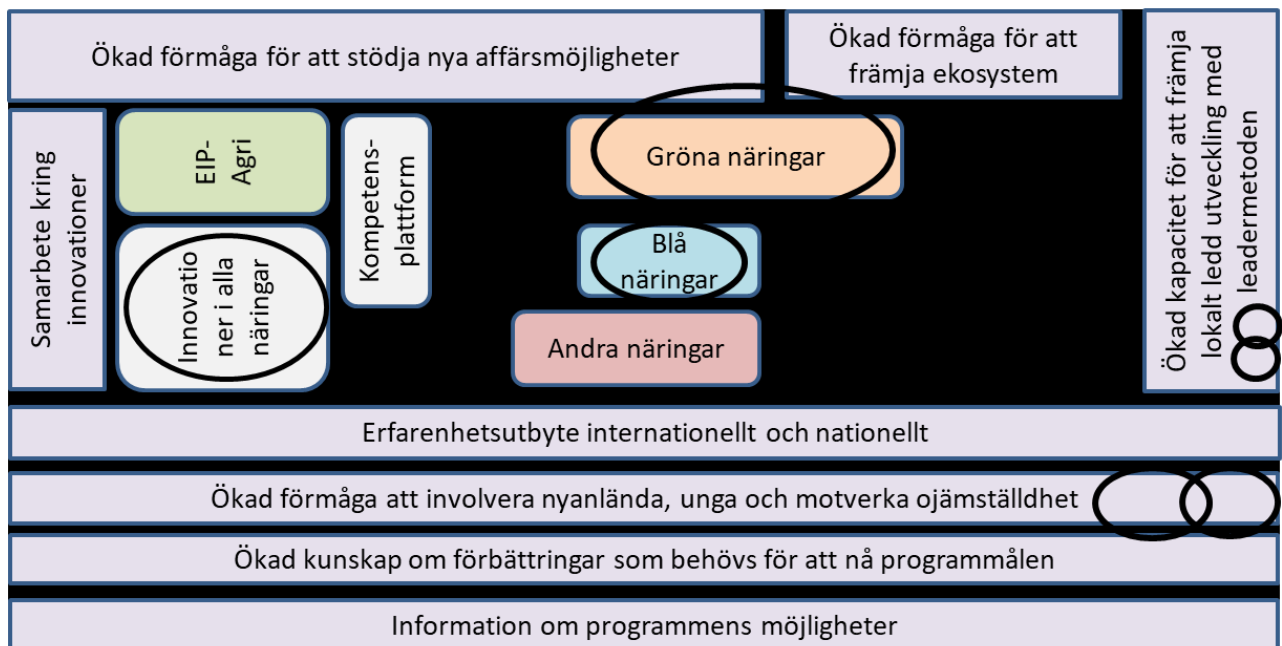 Ökad förmåga för att stödja nya affärsmöjligheter
Ökad förmåga för att
främja ekosystem
Ökad kapacitet för att främja
lokalt ledd utveckling med
leadermetoden
Samarbete kring
innovationer
EIP-
Agri
Innovatio
ner i alla
näringar
Kompetens-
plattform
Gröna näringar
Blå
näringar
Andra näringar
Erfarenhetsutbyte internationellt och nationellt
Ökad förmåga att involvera nyanlända, unga och motverka ojämställdhet
Ökad kunskap om förbättringar som behövs för att nå programmålen
Information om programmens möjligheter